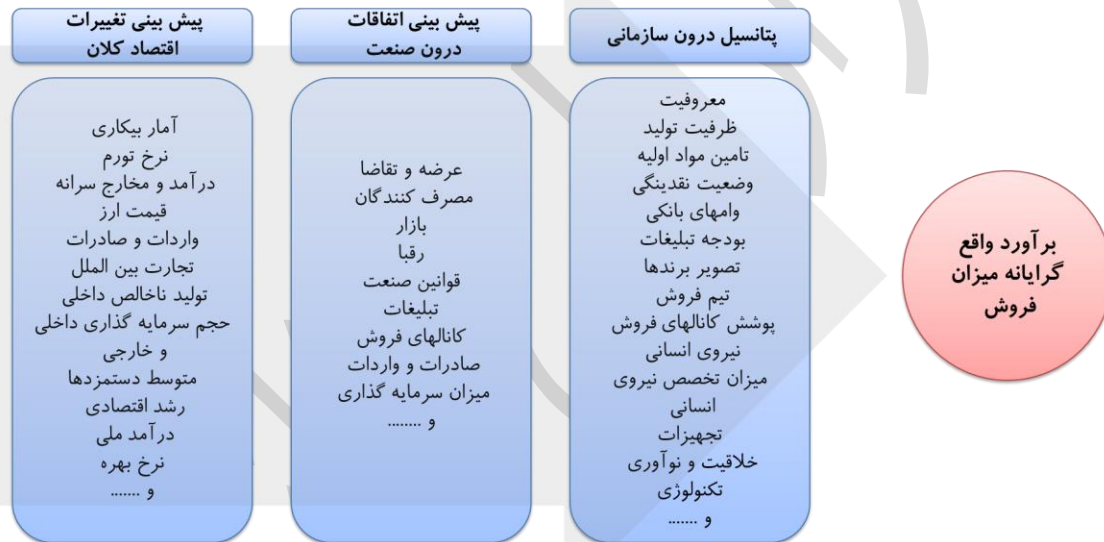 پیش بینی تغییرات
اقتصاد کلان
آمار بیکاری
نرخ تورم
درآمد و مخارج سرانه
قیمت ارز
واردات و صادرات
تجارت بین الملل
تولید ناخالص داخلی
حجم سرمایه گذاری داخلی
و خارجی
متوسط دستمزدها
رشد اقتصادی
درآمد ملی
نرخ بهره
و .......
پیش بینی اتفاقات
درون صنعت
عرضه و تقاضا
مصرف کنندگان
بازار
رقبا
قوانین صنعت
تبلیغات
کانالهای فروش
صادرات و واردات
میزان سرمایه گذاری
و ........
پتانسیل درون سازمانی
معروفیت
ظرفیت تولید
تامین مواد اولیه
وضعیت نقدینگی
وامهای بانکی
بودجه تبلیغات
تصویر برندها
تیم فروش
پوشش کانالهای فروش
نیروی انسانی
میزان تخصص نیروی
انسانی
تجهیزات
خلاقیت و نوآوری
تکنولوژی
و .......
برآورد واقع
گرایانه میزان
فروش